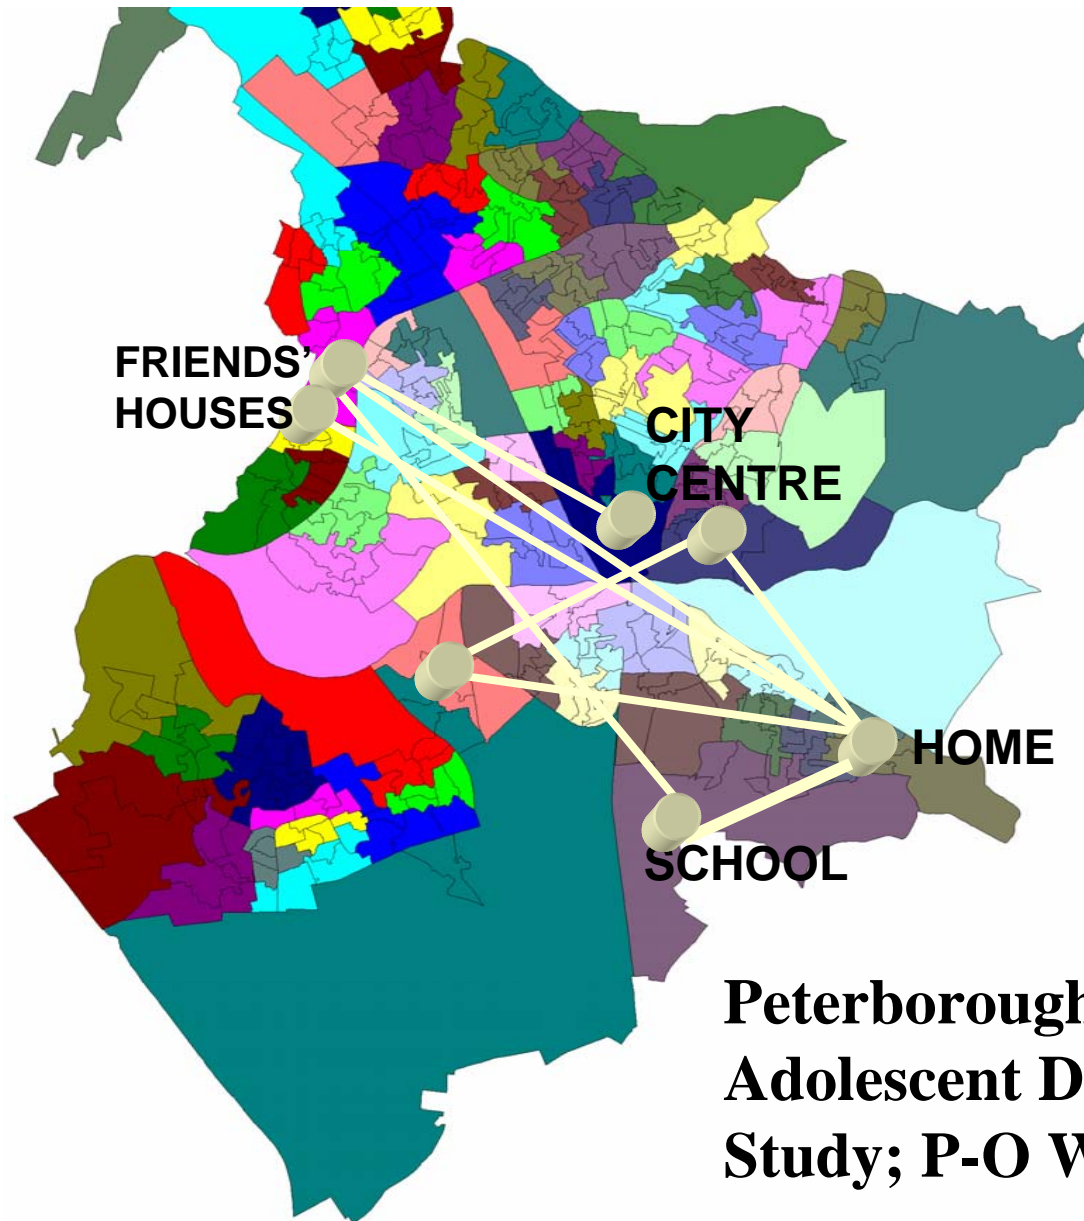 FRIENDS'
HOUSES
CITY
CENTRE
HOME
SCHOOL
Peterborough
Adolescent D
Study; P-O W